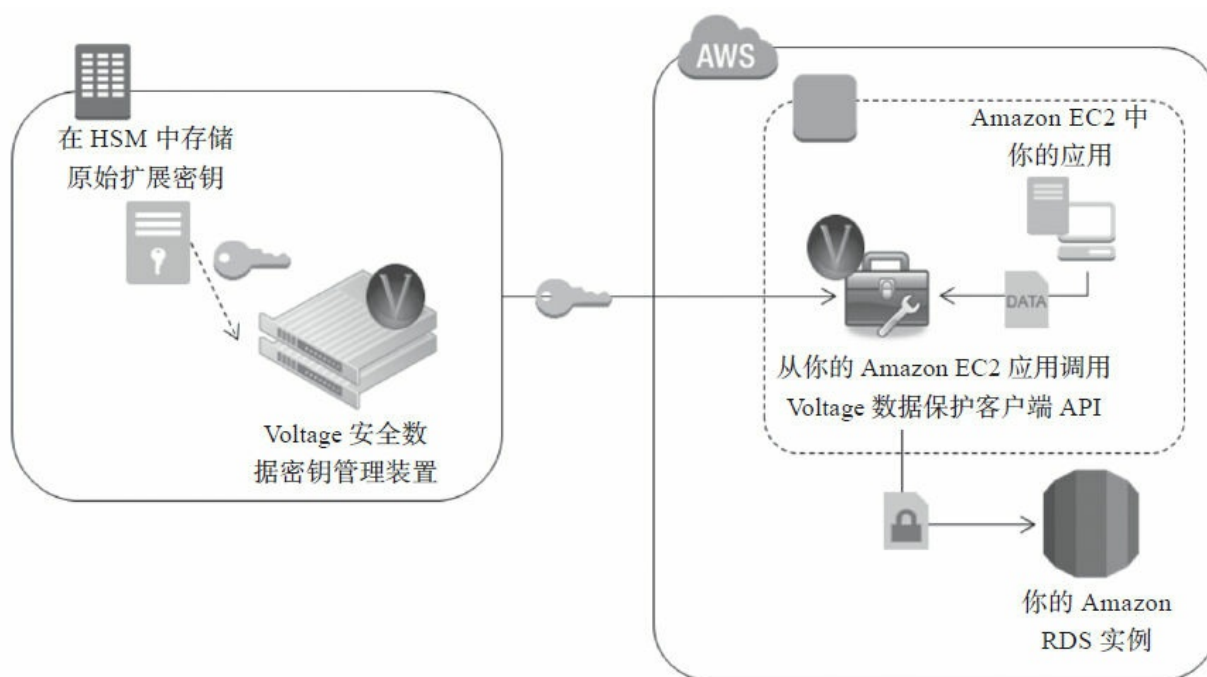 在 HSM 中存储
原始扩展密钥
V
Voltage 安全数
据密钥管理装置
AWS
Amazon EC2 中
你的应用
V
DATA
从你的 Amazon EC2 应用调用
Voltage 数据保护客户端 API
你的 Amazon
RDS 实例